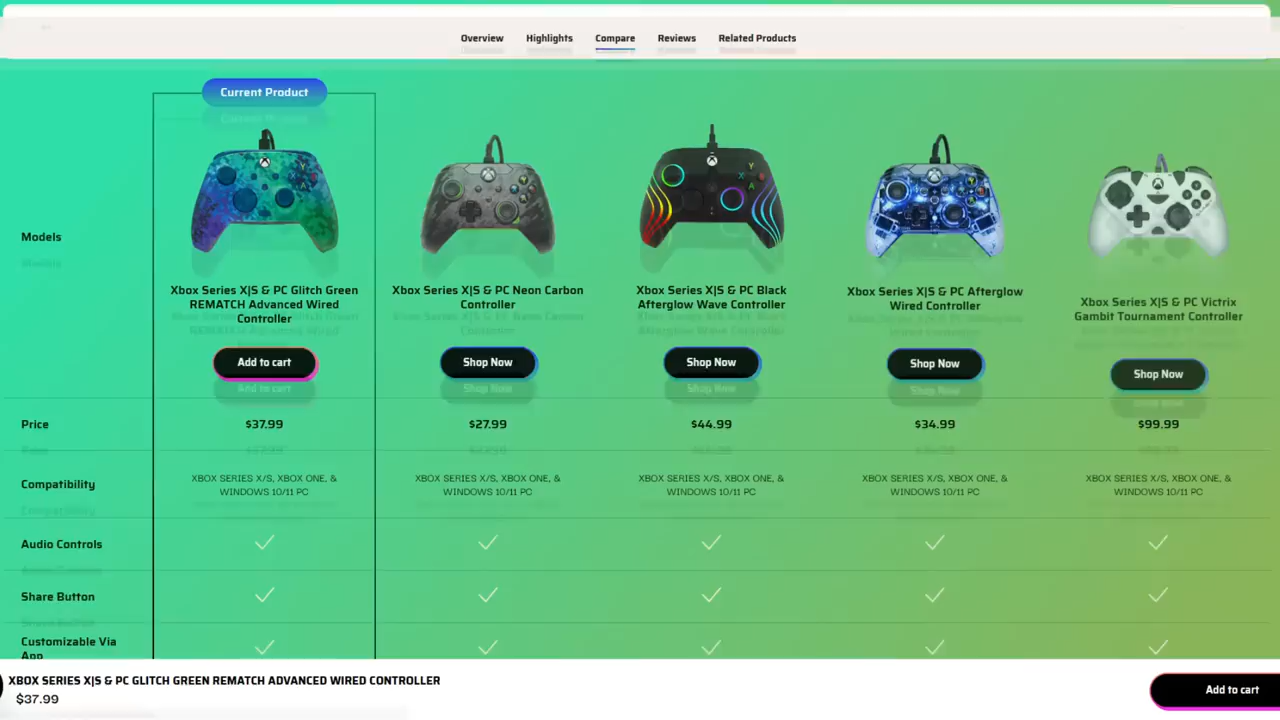 Overview Highlights Compare Reviews Related Products
Current Product
Models
Xbox Series X|S & PC Glitch Green
REMATCH Advanced Wired
Controller
Add to cart
Xbox Series X|S & PC Neon Carbon
Controller
Shop Now
Xbox Series X|S & PC Black
Afterglow Wave Controller
Shop Now
Xbox Series X|S & PC Afterglow
Wired Controller
Shop Now
Xbox Series X|S & PC Victrix
Gambit Tournament Controller
Shop Now
Price $37.99 $27.99 $44.99 $34.99 $99.99
Compatibility
XBOX SERIES X/S, XBOX ONE, &
WINDOWS 10/11 PC
XBOX SERIES X/S, XBOX ONE, &
WINDOWS 10/11 PC
XBOX SERIES X/S, XBOX ONE, &
WINDOWS 10/11 PC
XBOX SERIES X/S, XBOX ONE, &
WINDOWS 10/11 PC
XBOX SERIES X/S, XBOX ONE, &
WINDOWS 10/11 PC
Audio Controls
Share Button
Customizable Via
App
XBOX SERIES X|S & PC GLITCH GREEN REMATCH ADVANCED WIRED CONTROLLER
$37.99
Add to cart